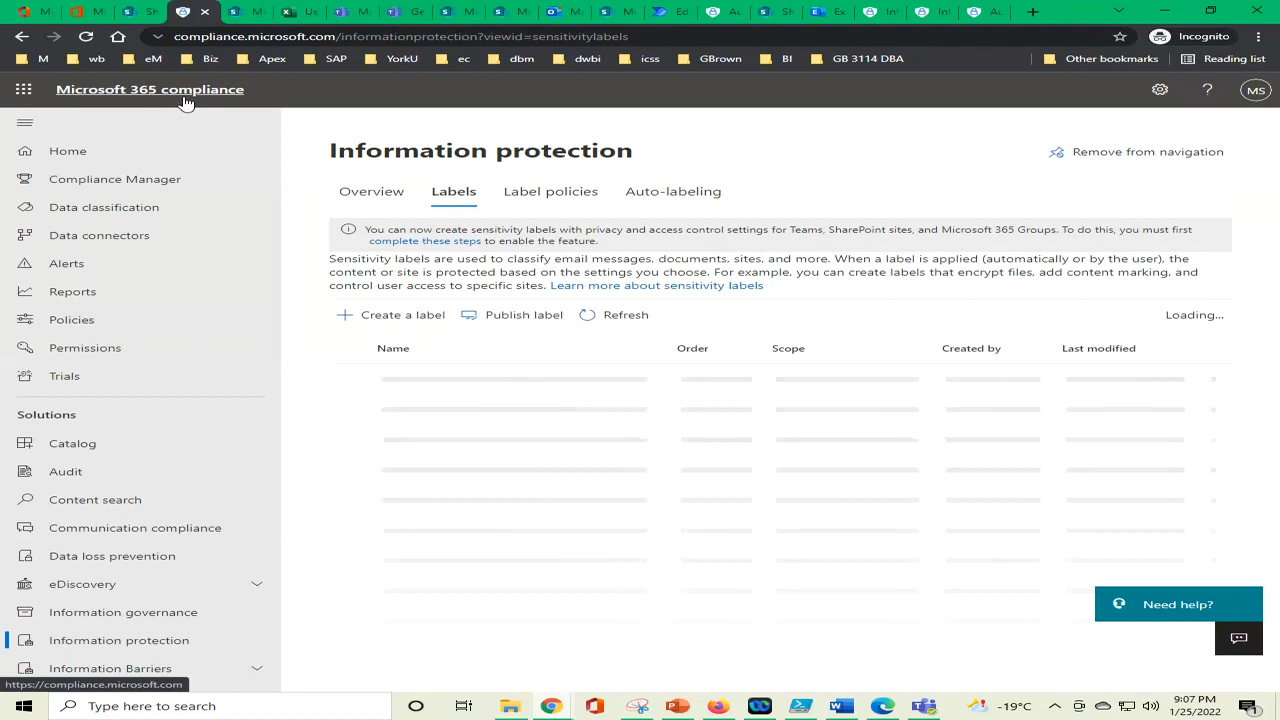 M
Sh
M
Us
M
Ge
M
M
M
M
Ed
Au
Sh
Ex
Int
Int
Au
compliance.microsoft.com/informationprotection?viewid=sensitivitylabels
Incognito
M
wb
eM
Biz
Apex
SAP
YorkU
ec
dbm
dwbi
icss
GBrown
BI
GB 3114 DBA
Other bookmarks
Reading list
Microsoft 365 compliance
MS
Home
Compliance Manager
Data classification
Data connectors
Alerts
Reports
Policies
Permissions
Trials
Solutions
Catalog
Audit
Content search
Communication compliance
Data loss prevention
eDiscovery
Information governance
Information protection
Information Barriers
https://compliance.microsoft.com
Information protection
Remove from navigation
Overview
Labels
Label policies
Auto-labeling
You can now create sensitivity labels with privacy and access control settings for Teams, SharePoint sites, and Microsoft 365 Groups. To do this, you must first
complete these steps to enable the feature.
Sensitivity labels are used to classify email messages, documents, sites, and more. When a label is applied (automatically or by the user), the
content or site is protected based on the settings you choose. For example, you can create labels that encrypt files, add content marking, and
control user access to specific sites. Learn more about sensitivity labels
Create a label
Publish label
Refresh
Loading...
Name
Order
Scope
Created by
Last modified
Need help?
Type here to search
-19°C
9:07 PM
1/25/2022